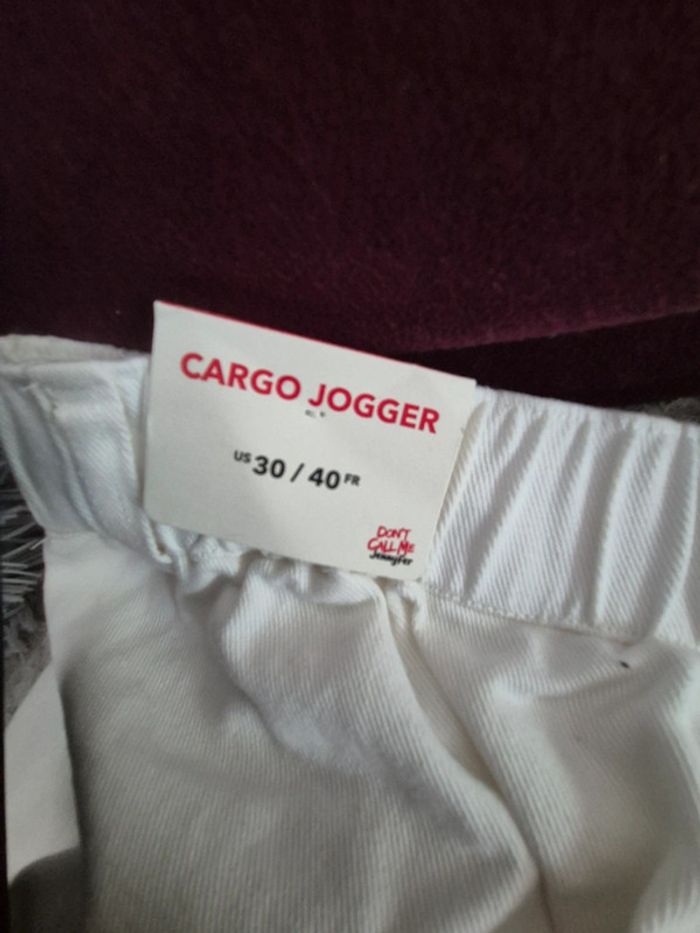 CARGO JOGGER
US 30 / 40 FR
DON'T
CALL ME
Jennyfer